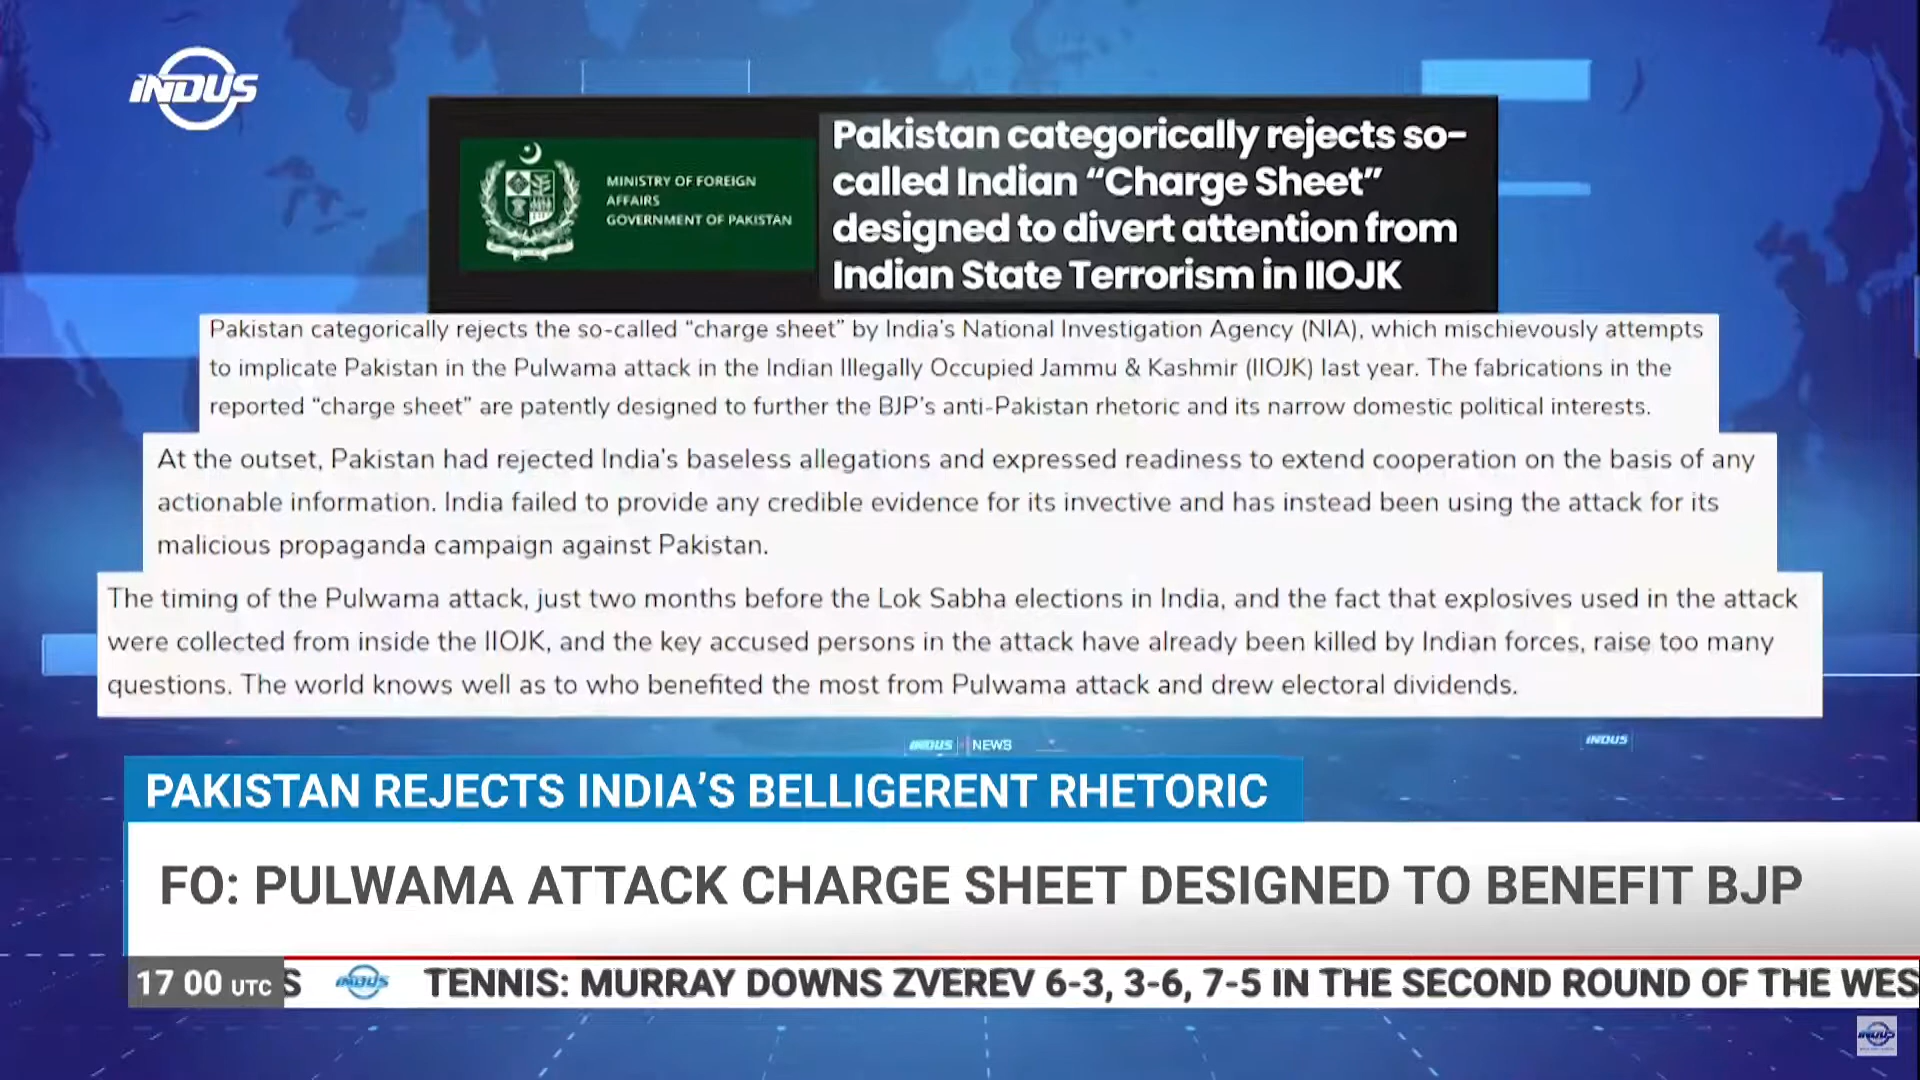 INDUS
MINISTRY OF FOREIGN
AFFAIRS
GOVERNMENT OF PAKISTAN
Pakistan categorically rejects so-
called Indian “Charge Sheet”
designed to divert attention from
Indian State Terrorism in IIOJK
Pakistan categorically rejects the so-called “charge sheet” by India’s National Investigation Agency (NIA), which mischievously attempts
to implicate Pakistan in the Pulwama attack in the Indian Illegally Occupied Jammu & Kashmir (IIOJK) last year. The fabrications in the
reported “charge sheet” are patently designed to further the BJP’s anti-Pakistan rhetoric and its narrow domestic political interests.
At the outset, Pakistan had rejected India’s baseless allegations and expressed readiness to extend cooperation on the basis of any
actionable information. India failed to provide any credible evidence for its invective and has instead been using the attack for its
malicious propaganda campaign against Pakistan.
The timing of the Pulwama attack, just two months before the Lok Sabha elections in India, and the fact that explosives used in the attack
were collected from inside the IIOJK, and the key accused persons in the attack have already been killed by Indian forces, raise too many
questions. The world knows well as to who benefited the most from Pulwama attack and drew electoral dividends.
INDUS NEWS
INDUS
PAKISTAN REJECTS INDIA’S BELLIGERENT RHETORIC
FO: PULWAMA ATTACK CHARGE SHEET DESIGNED TO BENEFIT BJP
17 00 UTC S INDUS TENNIS: MURRAY DOWNS ZVEREV 6-3, 3-6, 7-5 IN THE SECOND ROUND OF THE WES
INDUS